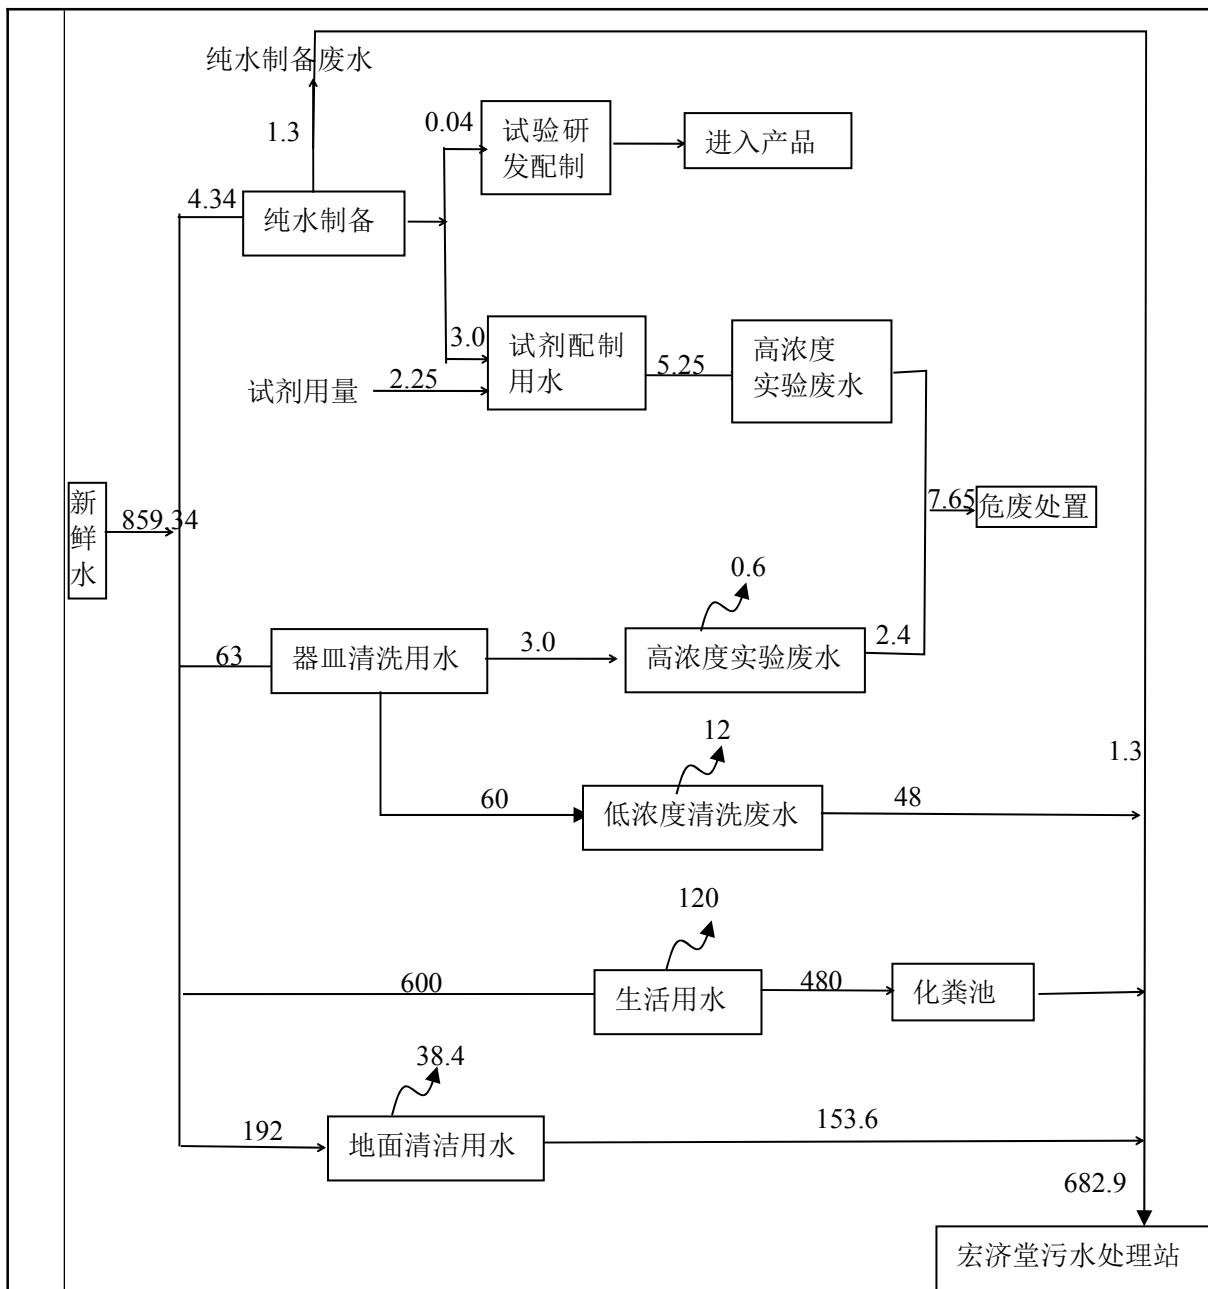 纯水制备废水
1.3
0.04
试验研
发配制
进入产品
4.34
纯水制备
3.0
试剂配制
用水
5.25
高浓度
实验废水
试剂用量
2.25
新
鲜
水
859.34
7.65
危废处置
0.6
63
器皿清洗用水
3.0
高浓度实验废水
2.4
12
1.3
60
低浓度清洗废水
48
120
600
生活用水
480
化粪池
38.4
192
地面清洁用水
153.6
682.9
宏济堂污水处理站